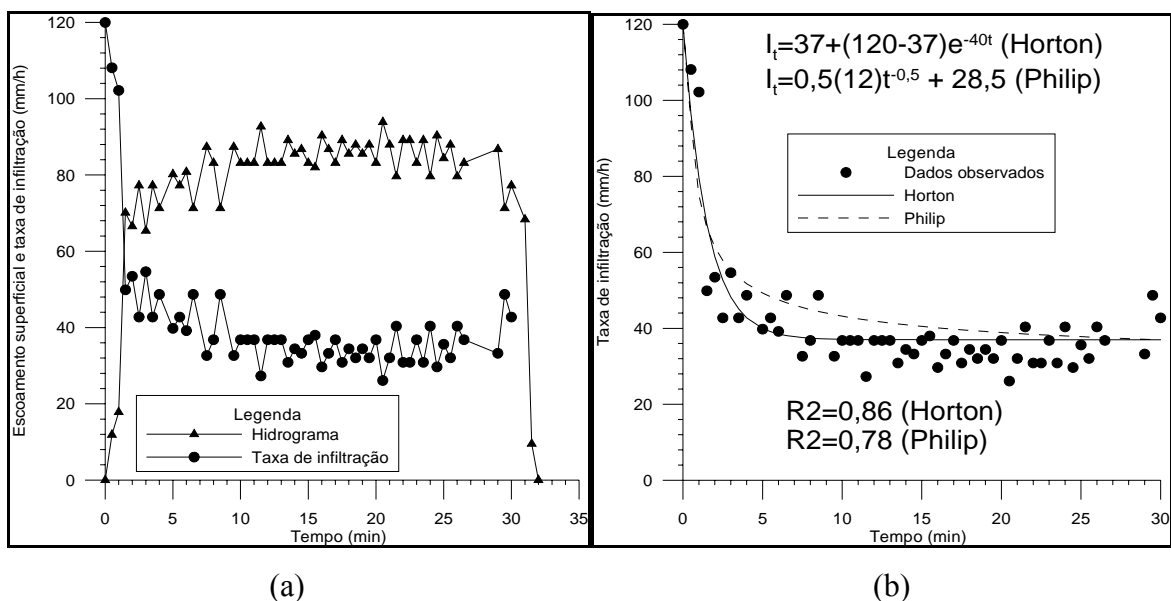 Escoamento superficial e taxa de infiltração (mm/h)
120
100
80
60
40
20
0
Legenda
Hidrograma
Taxa de infiltração
0 5 10 15 20 25 30 35
Tempo (min)
(a)
Taxa de infiltração (mm/h)
120
100
80
60
40
20
0
I_t=37+(120-37)e^-40t (Horton)
I_t=0,5(12)t^-0,5 + 28,5 (Philip)
Legenda
Dados observados
Horton
Philip
R2=0,86 (Horton)
R2=0,78 (Philip)
0 5 10 15 20 25 30
Tempo (min)
(b)